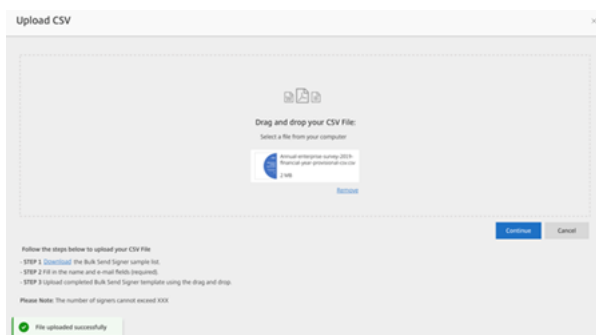 Upload CSV
Drag and drop your CSV File:
Select a file from your computer
Annual-enterprise-survey-2019-
financial-year-provisional-csv.csv
2 MB
Remove
Continue
Cancel
Follow the steps below to upload your CSV File
- STEP 1 Download the Bulk Send Signer sample list.
- STEP 2 Fill in the name and e-mail fields (required).
- STEP 3 Upload completed Bulk Send Signer template using the drag and drop
Please Note: The number of signers cannot exceed XXX
File uploaded successfully